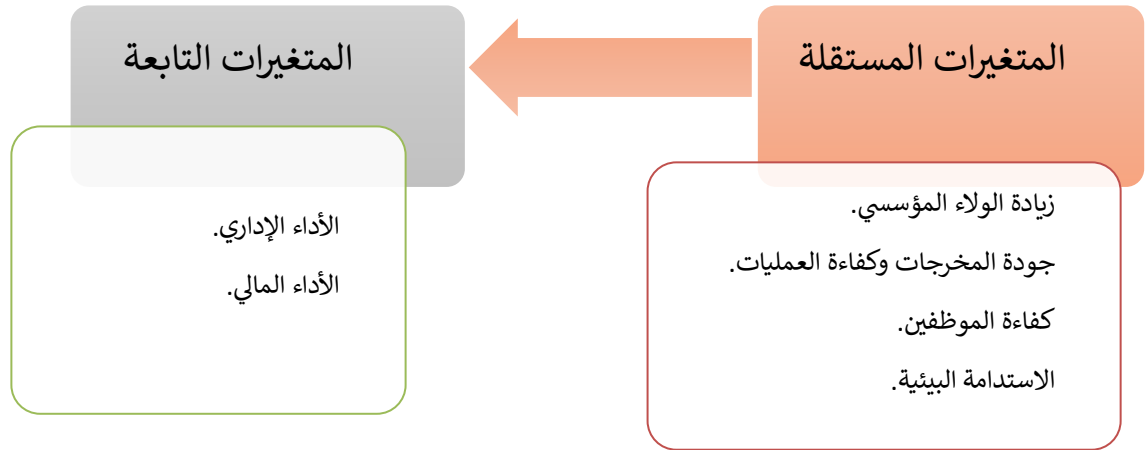 المتغيرات المستقلة
زيادة الولاء المؤسسي.
جودة المخرجات وكفاءة العمليات.
كفاءة الموظفين.
الاستدامة البيئية.
المتغيرات التابعة
الأداء الإداري.
الأداء المالي.